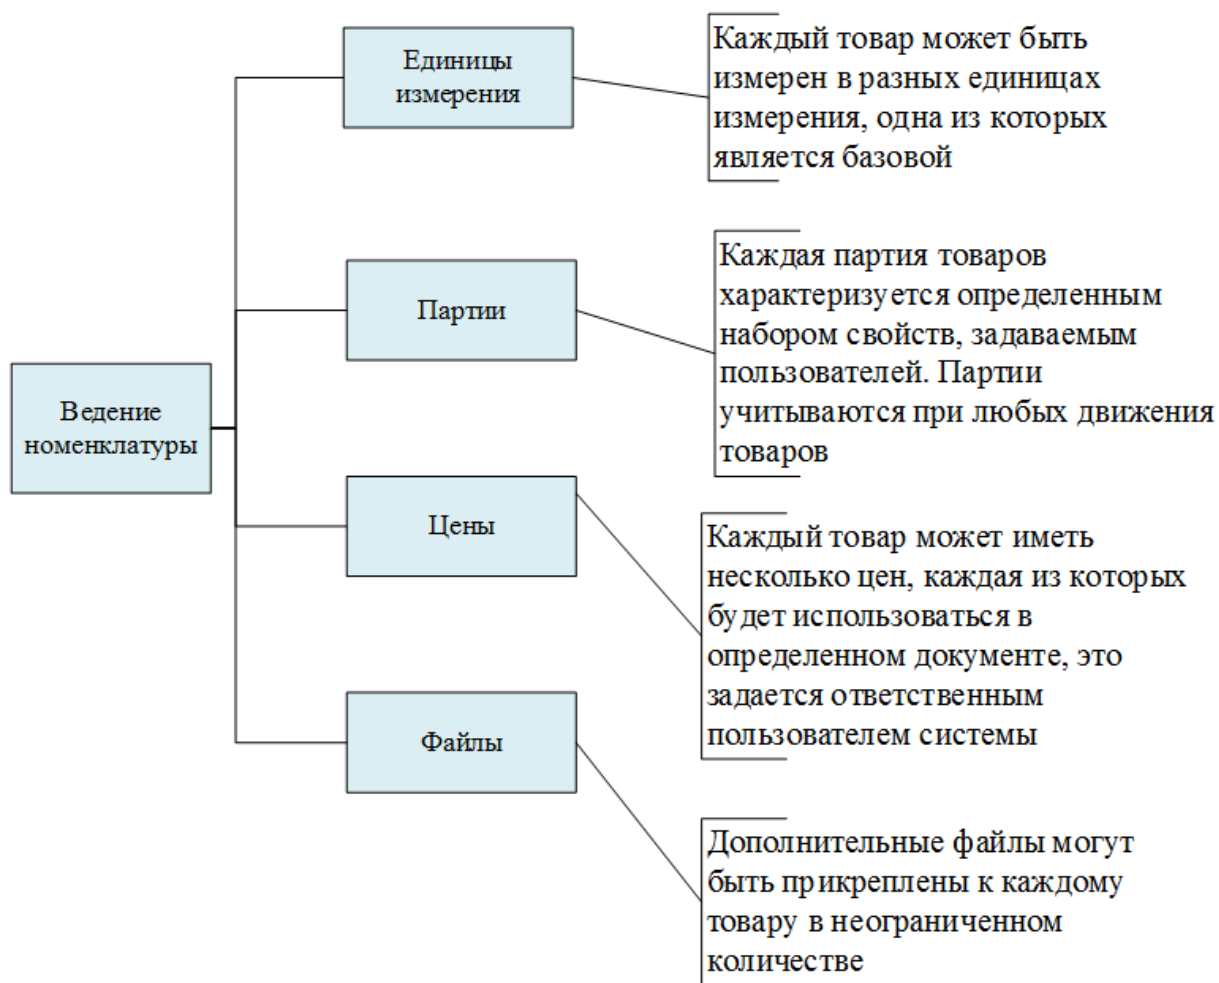 Ведение
номенклатуры
Единицы
измерения
Каждый товар может быть
измерен в разных единицах
измерения, одна из которых
является базовой
Партии
Каждая партия товаров
характеризуется определенным
набором свойств, задаваемым
пользователей. Партии
учитываются при любых движения
товаров
Цены
Каждый товар может иметь
несколько цен, каждая из которых
будет использоваться в
определенном документе, это
задается ответственным
пользователем системы
Файлы
Дополнительные файлы могут
быть прикреплены к каждому
товару в неограниченном
количестве